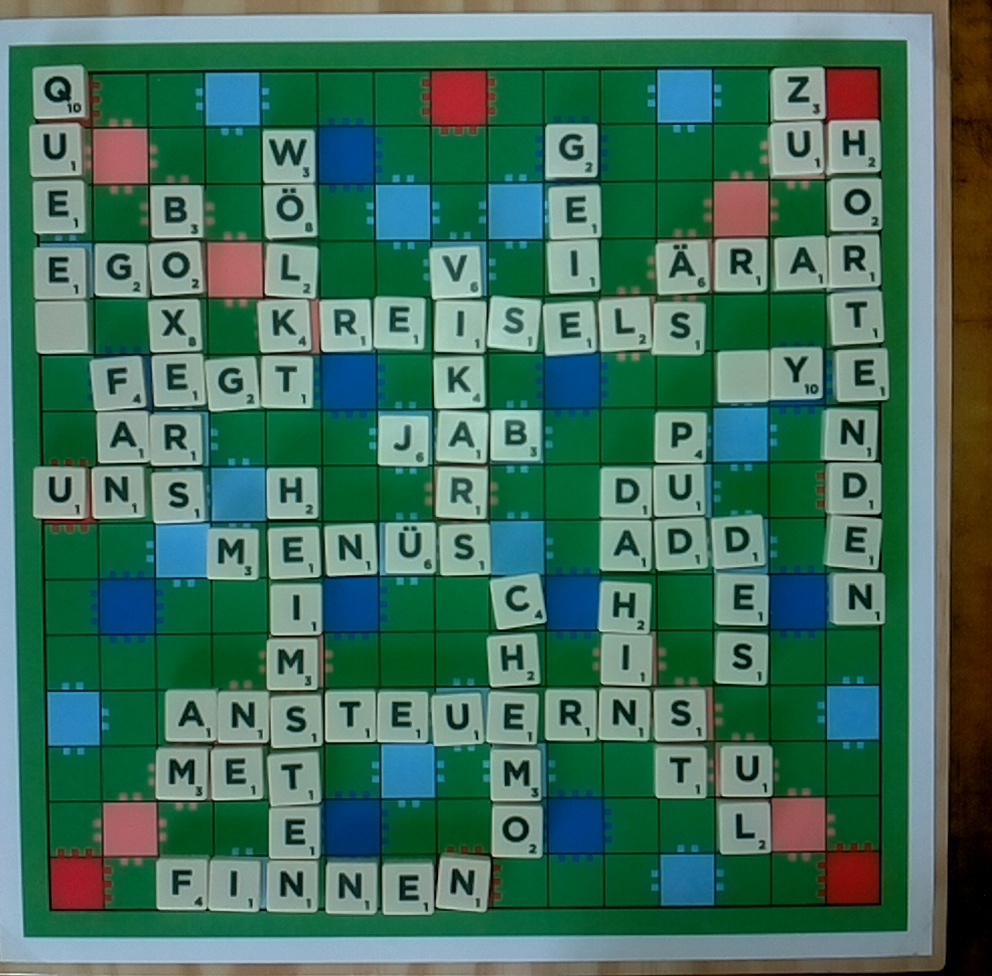 Q Z
U W G U H
E B Ö E O
E G O L V I Ä R A R
X K R E I S E L S T
F E G T K Y E
A R J A B P N
U N S H R D U D
M E N Ü S A D D E
I C H E N
M H I S
A N S T E U E R N S
M E T M T U
E O L
F I N N E N